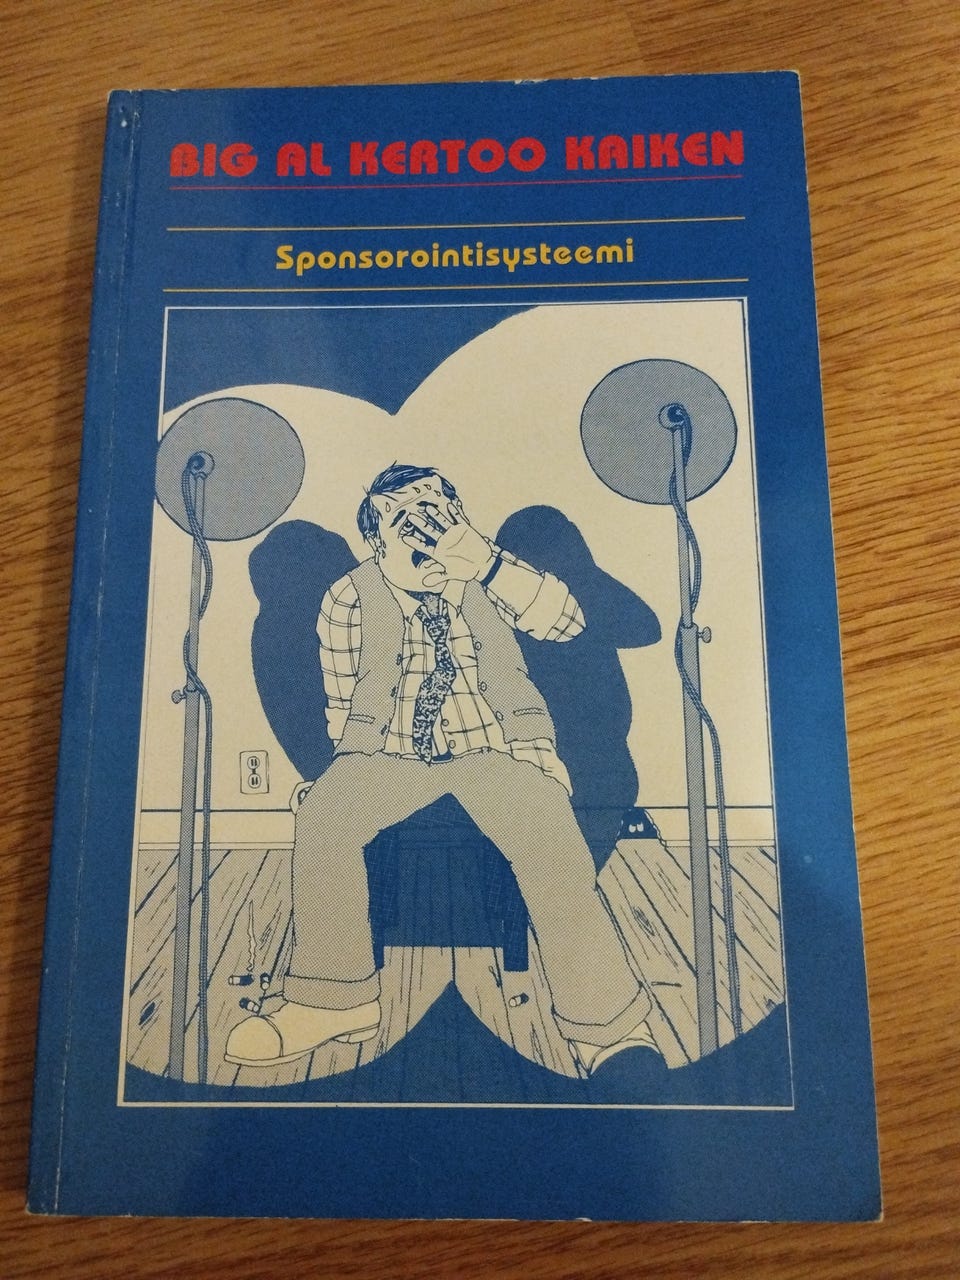 BIG AL KERTOO KAIKEN
Sponsorointisysteemi